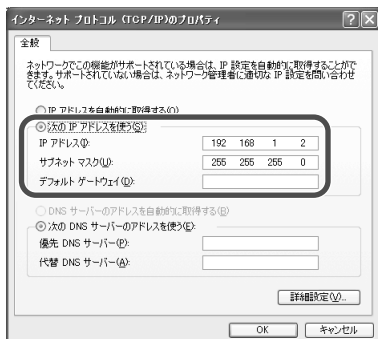 インターネット プロトコル (TCP/IP)のプロパティ
全般
ネットワークでこの機能がサポートされている場合は、IP 設定を自動的に取得することがで
きます。サポートされていない場合は、ネットワーク管理者に適切な IP 設定を問い合わせ
てください。
IP アドレスを自動的に取得する(O)
次の IP アドレスを使う(S):
IP アドレス(I): 192 168 1 2
サブネット マスク(U): 255 255 255 0
デフォルト ゲートウェイ(D):
DNS サーバーのアドレスを自動的に取得する(B)
次の DNS サーバーのアドレスを使う(E):
優先 DNS サーバー(P):
代替 DNS サーバー(A):
詳細設定(V)...
OK キャンセル